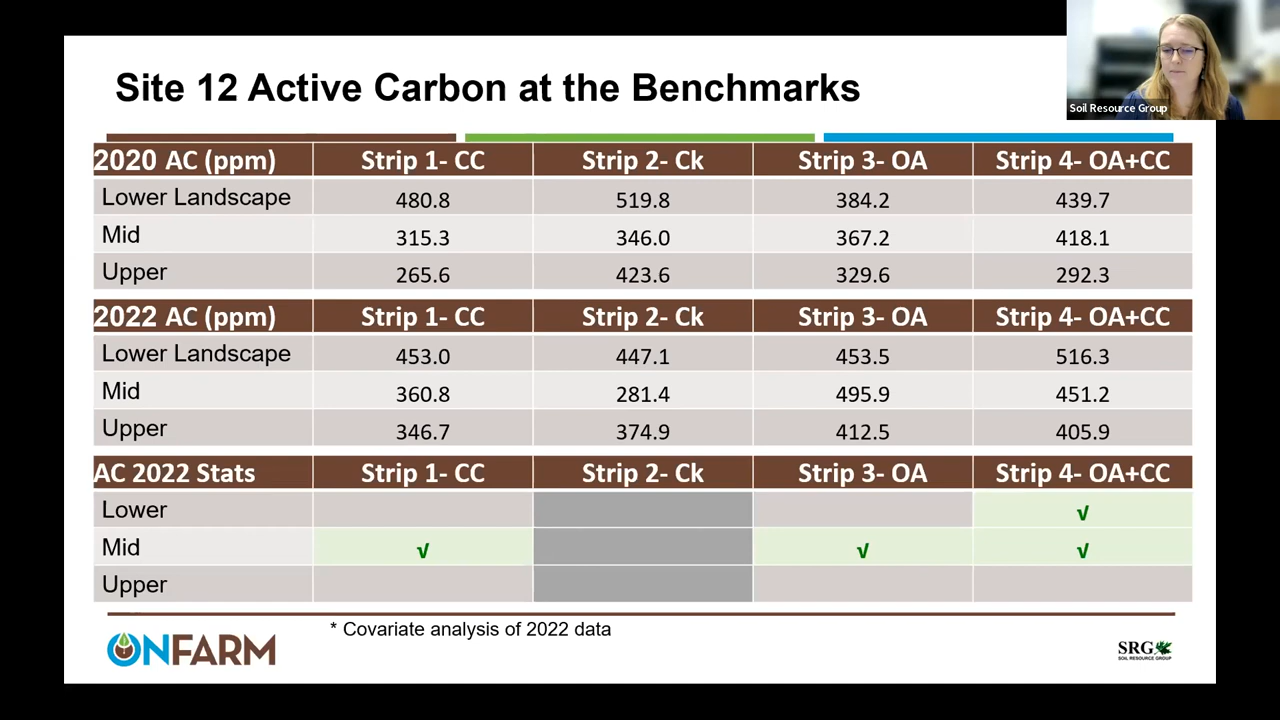 Site 12 Active Carbon at the Benchmarks
Soil Resource Group
2020 AC (ppm) Strip 1- CC Strip 2- Ck Strip 3- OA Strip 4- OA+CC
Lower Landscape 480.8 519.8 384.2 439.7
Mid 315.3 346.0 367.2 418.1
Upper 265.6 423.6 329.6 292.3
2022 AC (ppm) Strip 1- CC Strip 2- Ck Strip 3- OA Strip 4- OA+CC
Lower Landscape 453.0 447.1 453.5 516.3
Mid 360.8 281.4 495.9 451.2
Upper 346.7 374.9 412.5 405.9
AC 2022 Stats Strip 1- CC Strip 2- Ck Strip 3- OA Strip 4- OA+CC
Lower √
Mid √ √ √
Upper
* Covariate analysis of 2022 data
ONFARM
SRG
SOIL RESOURCE GROUP